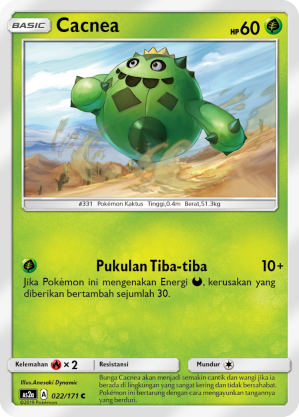 BASIC Cacnea HP60
#331 Pokémon Kaktus Tinggi,0.4m Berat,51.3kg
Pukulan Tiba-tiba 10+
Jika Pokémon ini mengenakan Energi , kerusakan yang
diberikan bertambah sejumlah 30.
Kelemahan ×2 Resistansi Mundur
Illus.Anesaki Dynamic
AS2a A 022/171 C
©2019 Pokémon
Bunga Cacnea akan menjadi semakin cantik dan wangi jika ia
berada di lingkungan yang sangat kering dan tidak bersahabat.
Pokémon ini bertarung dengan cara mengayunkan tangannya.